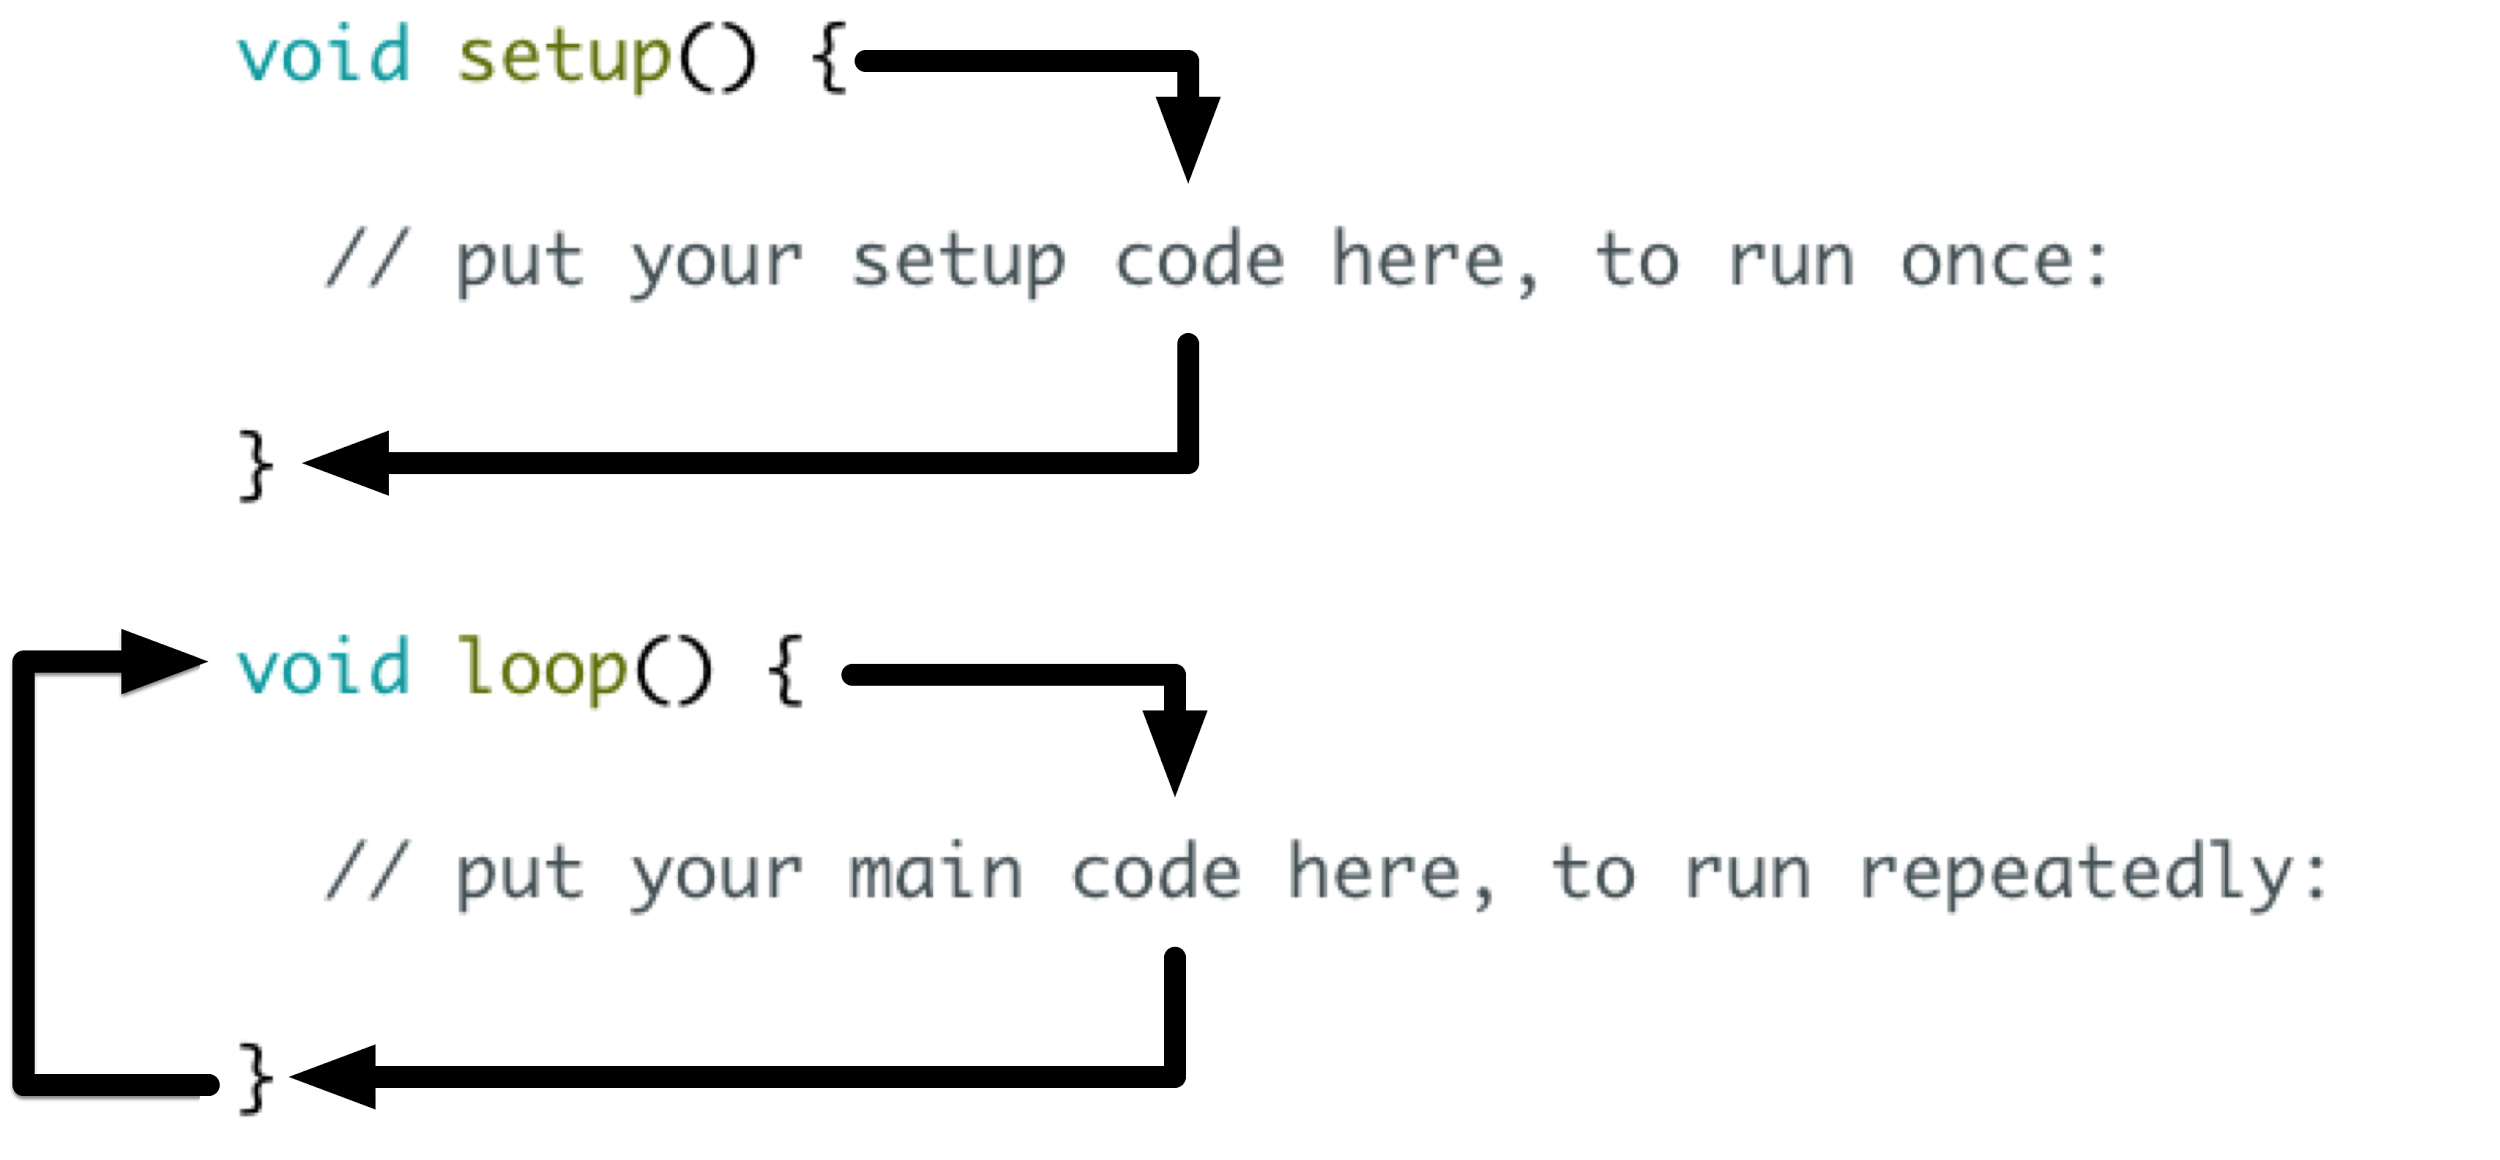 void setup() {
// put your setup code here, to run once:
}
void loop() {
// put your main code here, to run repeatedly:
}